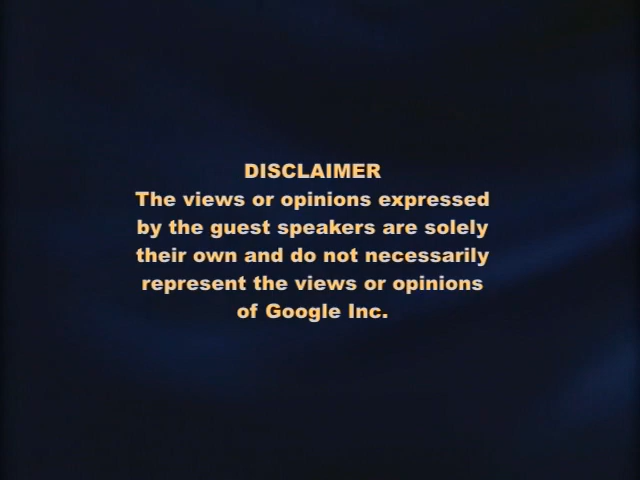 DISCLAIMER
The views or opinions expressed
by the guest speakers are solely
their own and do not necessarily
represent the views or opinions
of Google Inc.